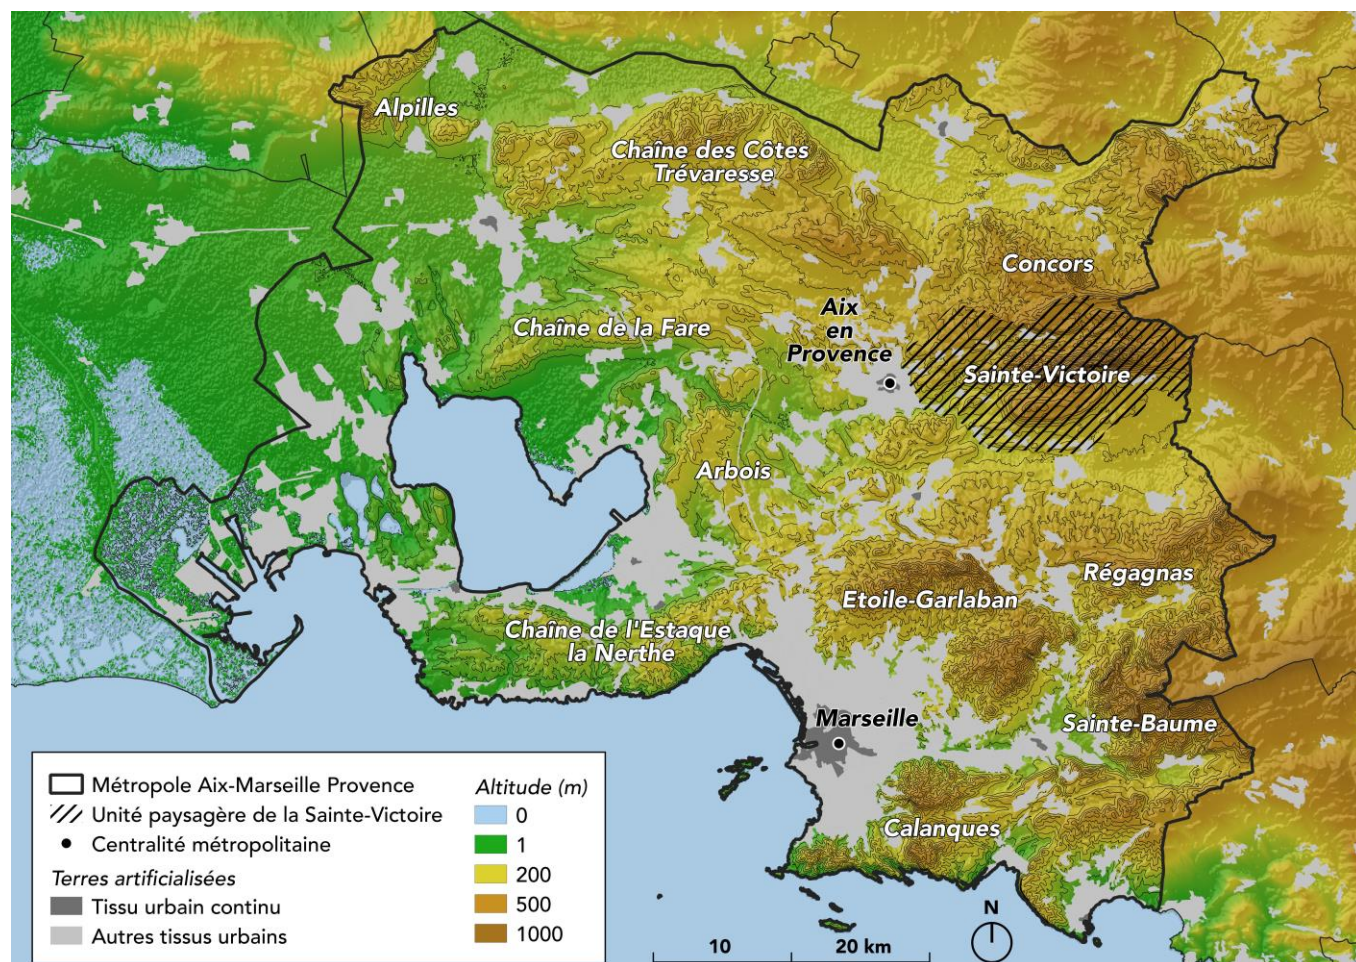 Alpilles
Chaîne des Côtes
Trévaresse
Concors
Chaîne de la Fare
Aix
en
Provence
Sainte-Victoire
Arbois
Régagnas
Etoile-Garlaban
Chaîne de l'Estaque
la Nerthe
Marseille
Sainte-Baume
Calanques
Métropole Aix-Marseille Provence
Unité paysagère de la Sainte-Victoire
Centralité métropolitaine
Terres artificialisées
Tissu urbain continu
Autres tissus urbains
Altitude (m)
0
1
200
500
1000
10
20 km
N